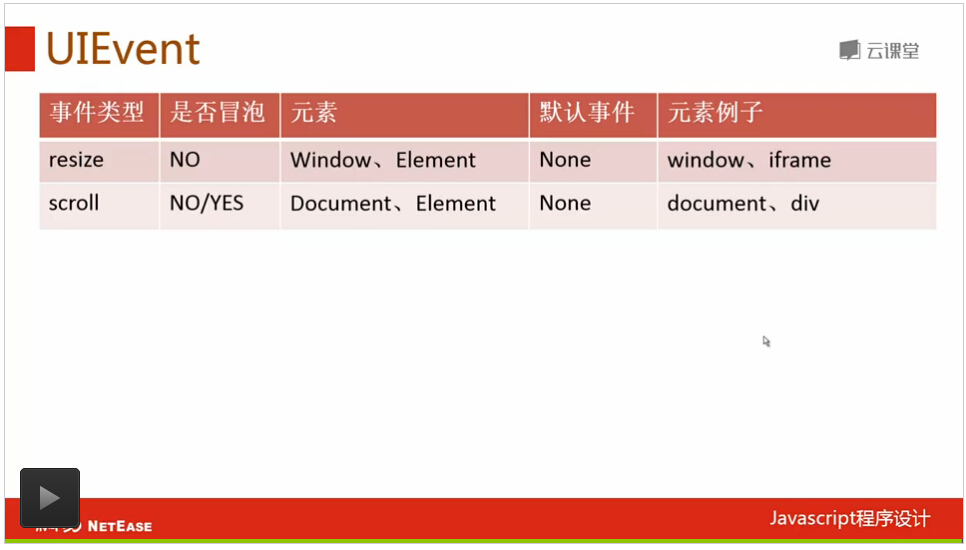 UIEvent
云课堂
事件类型 是否冒泡 元素 默认事件 元素例子
resize NO Window、Element None window、iframe
scroll NO/YES Document、Element None document、div
NETEASE
Javascript程序设计